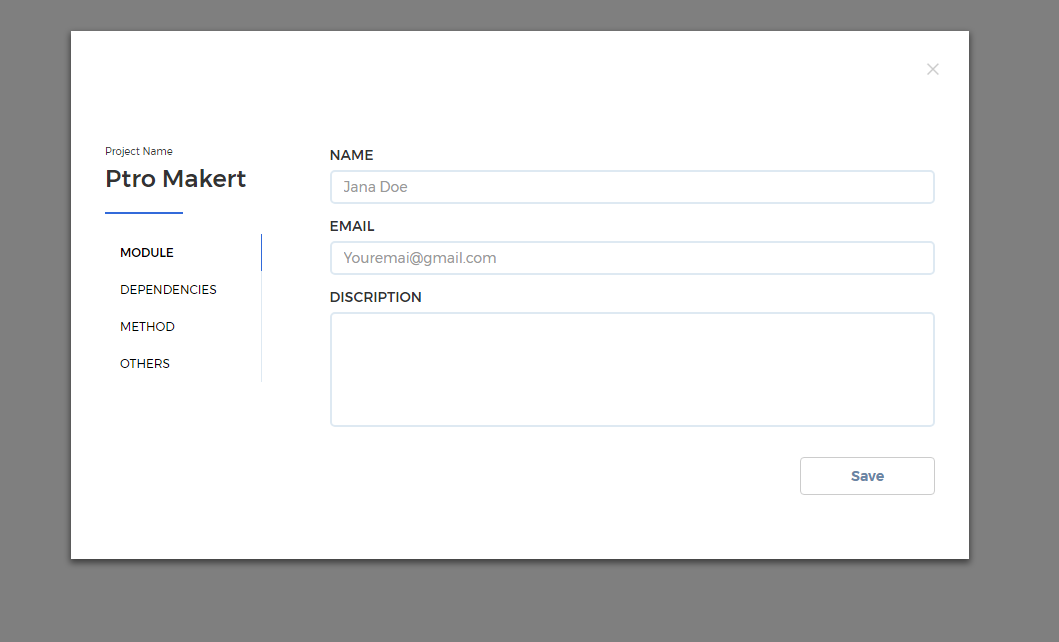 Project Name
Ptro Makert
MODULE
DEPENDENCIES
METHOD
OTHERS
NAME
Jana Doe
EMAIL
Youremai@gmail.com
DISCRIPTION
Save